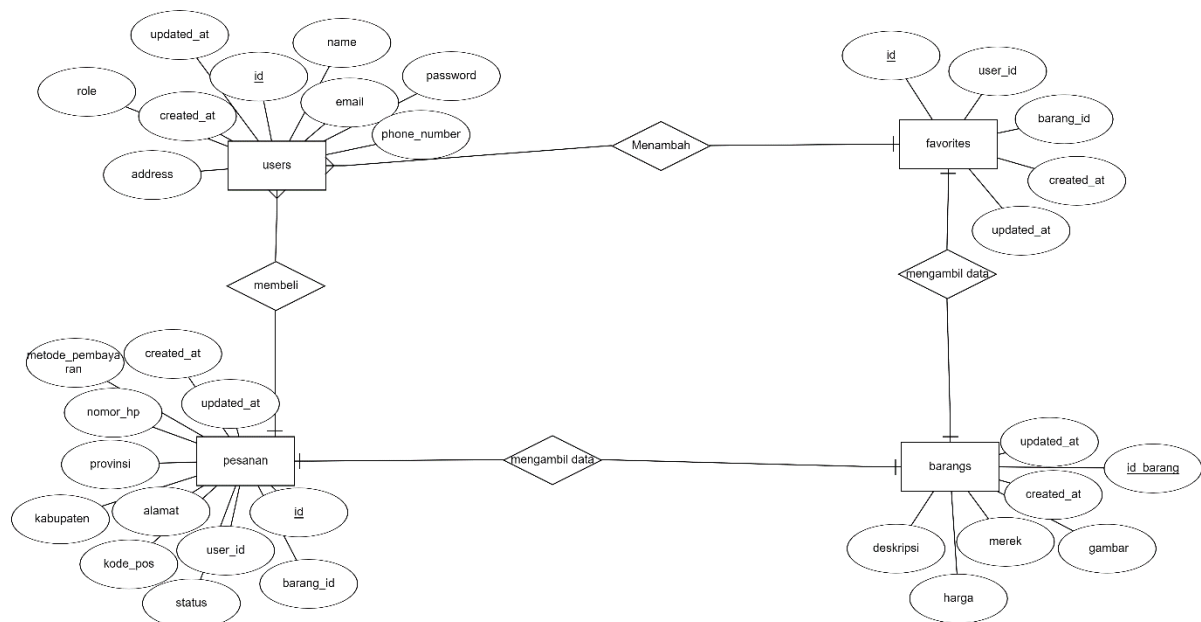 updated_at
name
id
password
role
email
created_at
phone_number
users
address
Menambah
id
user_id
barang_id
favorites
created_at
updated_at
membeli
mengambil data
metode_pembaya
ran
created_at
updated_at
nomor_hp
pesanan
provinsi
kabupaten
alamat
id
user_id
kode_pos
barang_id
status
mengambil data
updated_at
barangs
id_barang
created_at
deskripsi
merek
gambar
harga